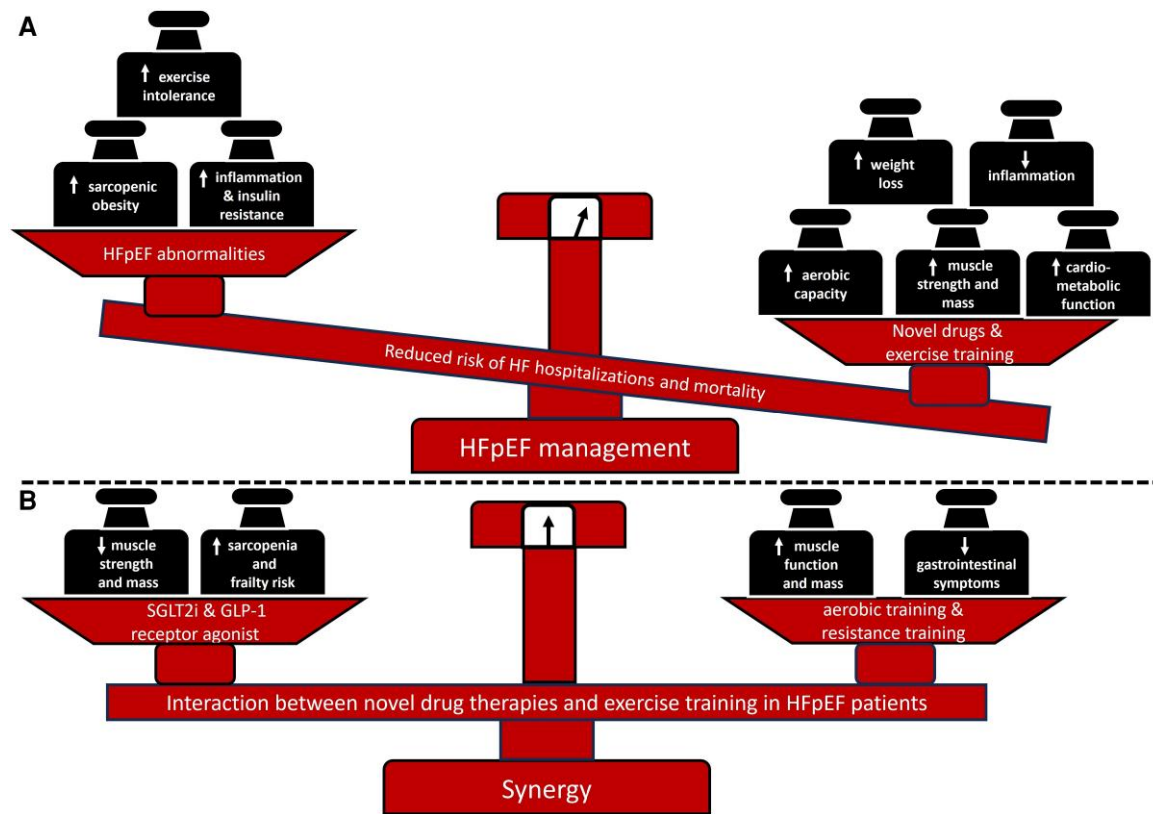 A
↑ exercise
intolerance
↑ sarcopenic
obesity
↑ inflammation
& insulin
resistance
HFpEF abnormalities
↑ weight
loss
↓
inflammation
↑ aerobic
capacity
↑ muscle
strength and
mass
↑ cardio-
metabolic
function
Novel drugs &
exercise training
Reduced risk of HF hospitalizations and mortality
HFpEF management
B
↓ muscle
strength
and mass
↑ sarcopenia
and
frailty risk
SGLT2i & GLP-1
receptor agonist
↑ muscle
function
and mass
↓
gastrointestinal
symptoms
aerobic training &
resistance training
Interaction between novel drug therapies and exercise training in HFpEF patients
Synergy